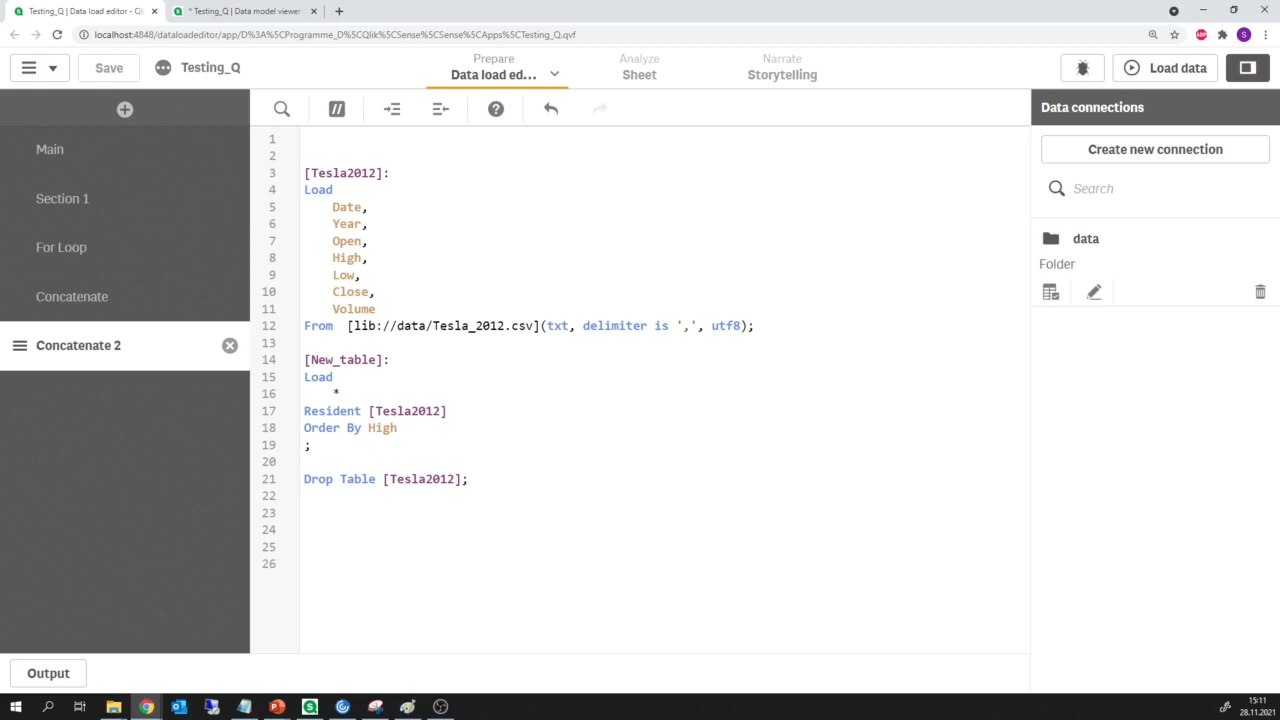 Testing_Q | Data load editor - Qli
* Testing_Q | Data model viewer
localhost:4848/dataloadeditor/app/D%3A%5CProgramme_D%5CQlik%5CSense%5CSense%5CApps%5CTesting_Q.qvf
ABP
S
Save
Testing_Q
Prepare
Data load ed...
Analyze
Sheet
Narrate
Storytelling
Load data
Main
Section 1
For Loop
Concatenate
Concatenate 2
1
2
3 [Tesla2012]:
4 Load
5 Date,
6 Year,
7 Open,
8 High,
9 Low,
10 Close,
11 Volume
12 From [lib://data/Tesla_2012.csv](txt, delimiter is ',', utf8);
13
14 [New_table]:
15 Load
16 *
17 Resident [Tesla2012]
18 Order By High
19 ;
20
21 Drop Table [Tesla2012];
22
23
24
25
26
Data connections
Create new connection
Search
data
Folder
Output
15:11
28.11.2021